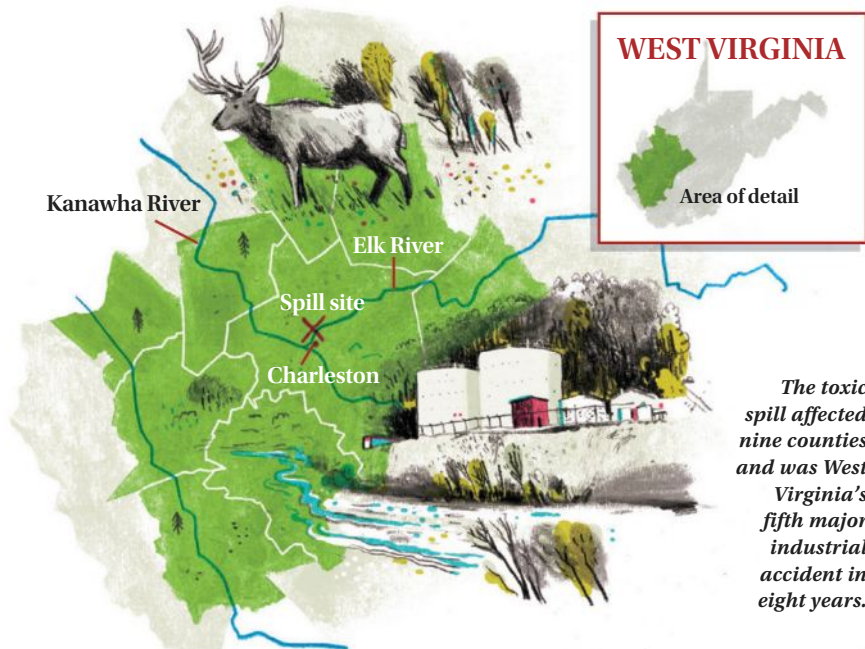 WEST VIRGINIA
Area of detail
Kanawha River
Elk River
Spill site
Charleston
The toxic
spill affected
nine counties
and was West
Virginia’s
fifth major
industrial
accident in
eight years.